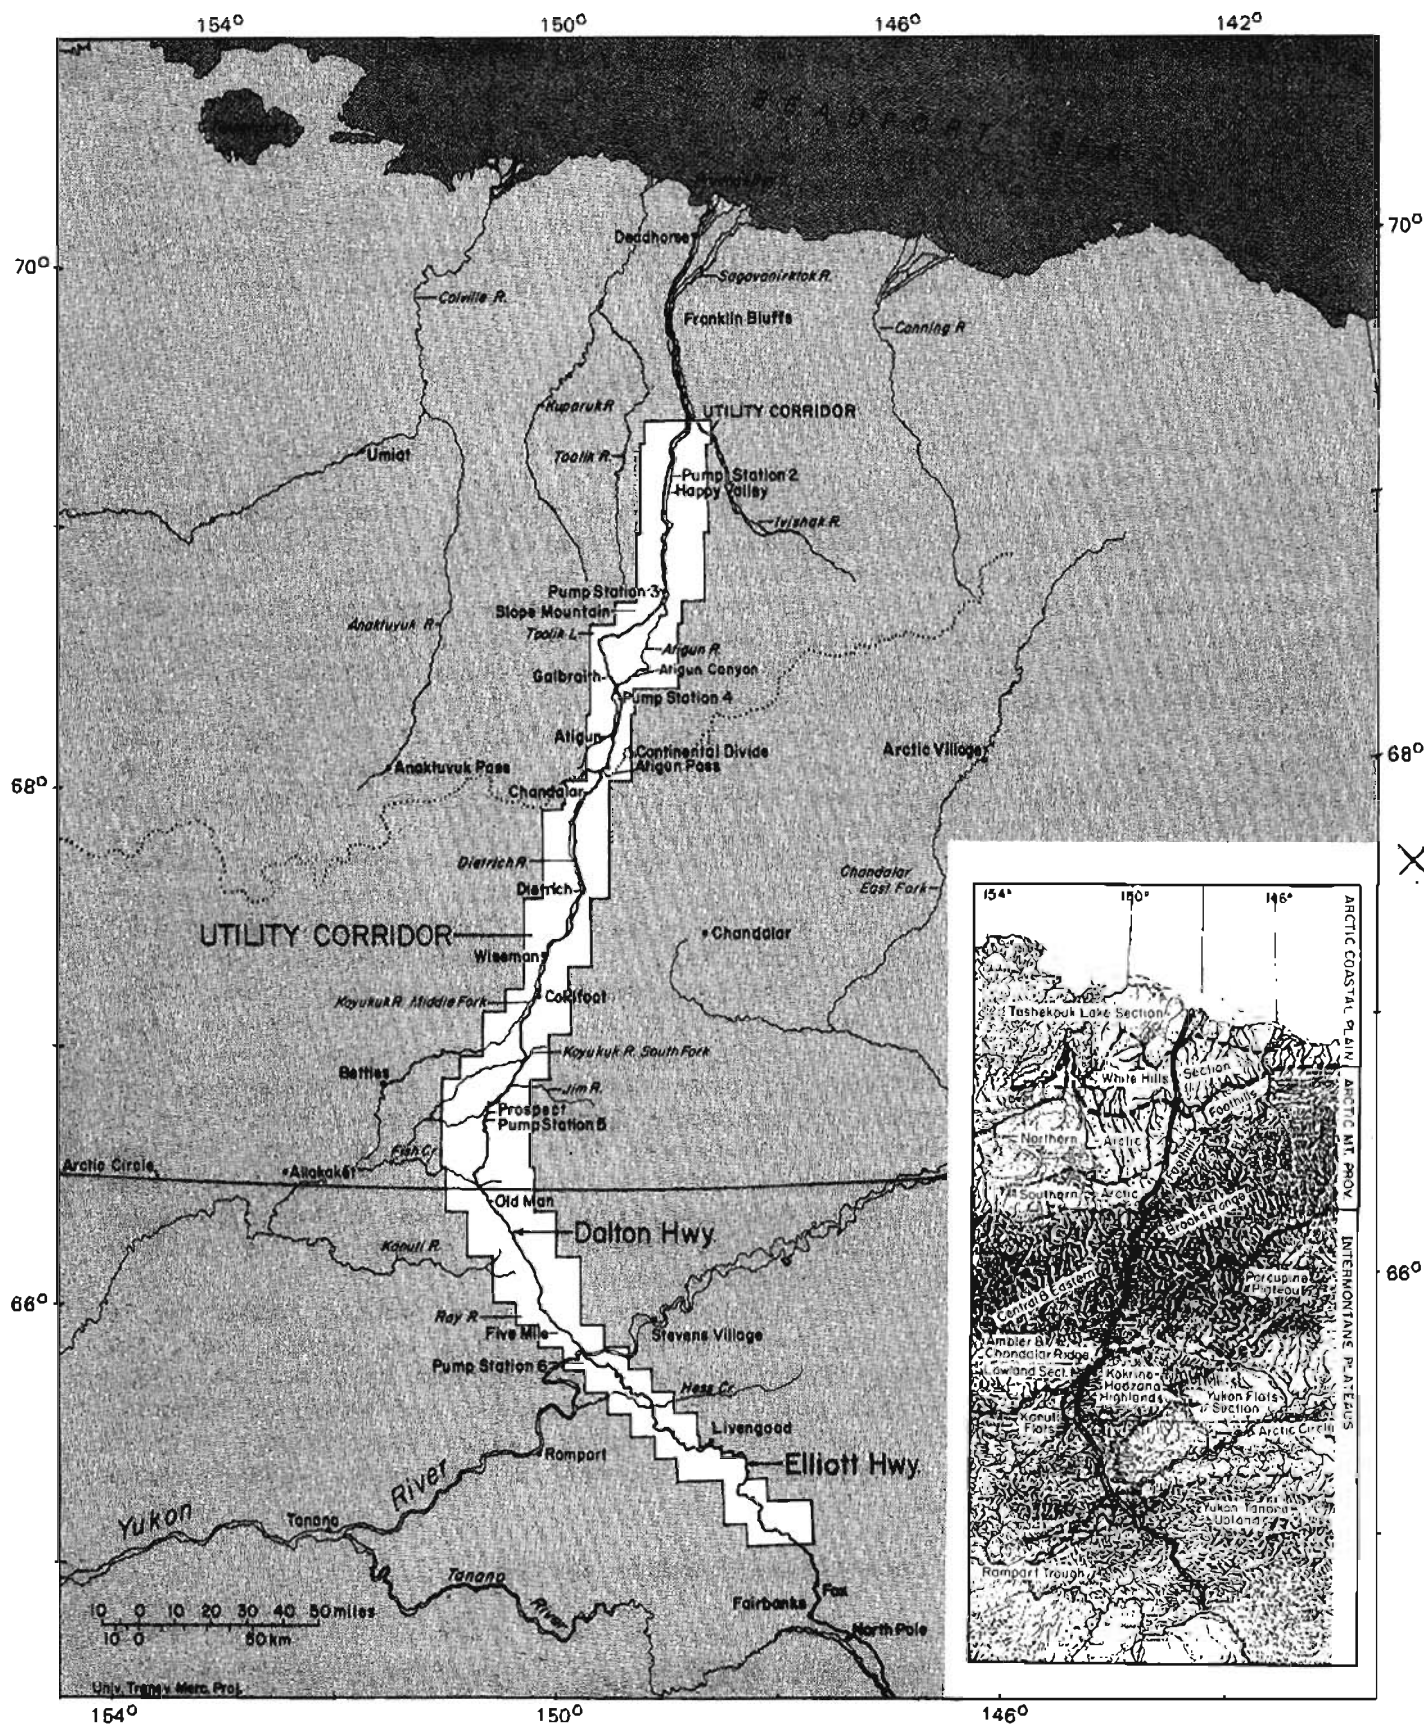 154° 150° 146° 142°
BEAUFORT
Deadhorse
70°
70°
Sagavanirktok R.
Colville R.
Franklin Bluffs
Canning R
Kuparuk R
UTILITY CORRIDOR
Umiat
Toolik R.
Pump Station 2
Happy Valley
Ivishak R.
Pump Station 3
Slope Mountain
Anaktuvuk R
Toolik L
Atigun R.
Galbraith
Atigun Canyon
Pump Station 4
Atigun
Continental Divide
Arctic Village
Anaktuvuk Pass
Atigun Pass
68°
68°
Chandalar
Dietrich R
Chandalar
East Fork
Dietrich
UTILITY CORRIDOR
Chandalar
Wiseman
Koyukuk R. Middle Fork
Coldfoot
Koyukuk R. South Fork
Bettles
Jim R.
Prospect
Pump Station 5
Fish Cr
Arctic Circle
Allakaket
Old Man
Dalton Hwy.
Kanuti R.
66°
66°
Ray R
Five Mile
Stevens Village
Pump Station 6
Hess Cr.
Livengood
Rampart
Elliott Hwy.
Yukon River
Tanana
Tanana River
Fox
Fairbanks
North Pole
10 0 10 20 30 40 50 miles
10 0 50 km
Univ. Transv. Merc. Proj.
154° 150° 146°
154° 150° 146°
ARCTIC COASTAL PLAIN
ARCTIC MT. PROV.
INTERMONTANE PLATEAUS
Teshekpuk Lake Section
White Hills Section
Northern Arctic Foothills
Southern Arctic Foothills
Central & Eastern Brooks Range
Porcupine
Plateau
Ambler
Chandalar Ridge
Lowland Sect.
Kokrine-
Hodzana
Highlands
Yukon Flats
Section
Kanuti
Flats
Arctic Circle
Yukon Tanana
Upland
Rampart Trough